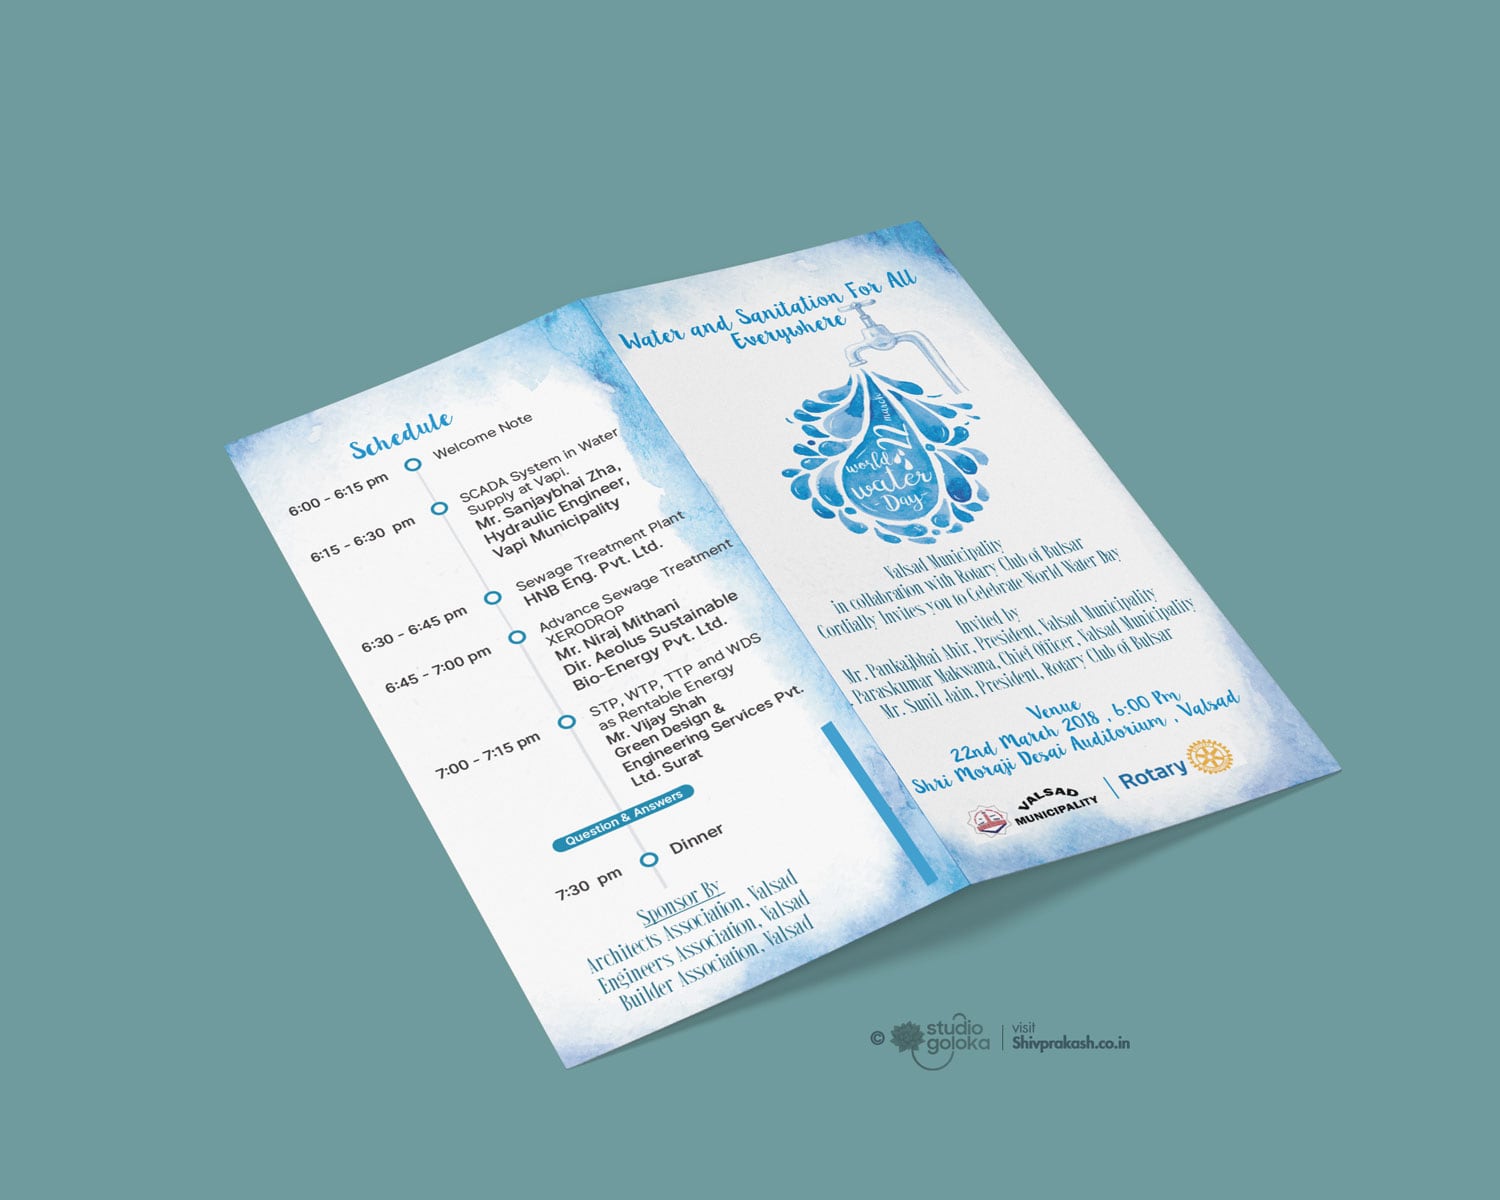 Schedule
6:00 - 6:15 pm
Welcome Note
6:15 - 6:30 pm
SCADA System in Water
Supply at Vapi.
Mr. Sanjaybhai Zha,
Hydraulic Engineer,
Vapi Municipality
6:30 - 6:45 pm
Sewage Treatment Plant
HNB Eng. Pvt. Ltd.
6:45 - 7:00 pm
Advance Sewage Treatment
XERODROP
Mr. Niraj Mithani
Dir. Aeolus Sustainable
Bio-Energy Pvt. Ltd.
7:00 - 7:15 pm
STP, WTP, TTP and WDS
as Rentable Energy
Mr. Vijay Shah
Green Design &
Engineering Services Pvt.
Ltd. Surat
Question & Answers
7:30 pm
Dinner
Sponsor By
Architects Association, Valsad
Engineers Association, Valsad
Builder Association, Valsad
Water and Sanitation For All
Everywhere
22 march
world
water
-Day-
Valsad Municipality
in collabration with Rotary Club of Bulsar
Cordially Invites you to Celebrate World Water Day
Invited by
Mr. Pankajbhai Ahir, President, Valsad Municipality
. Paraskumar Makwana, Chief Officer, Valsad Municipality
Mr. Sunil Jain, President, Rotary Club of Bulsar
Venue
22nd March 2018 , 6:00 Pm
Shri Moraji Desai Auditorium , Valsad
VALSAD
MUNICIPALITY
Rotary
© studio
goloka
visit
Shivprakash.co.in